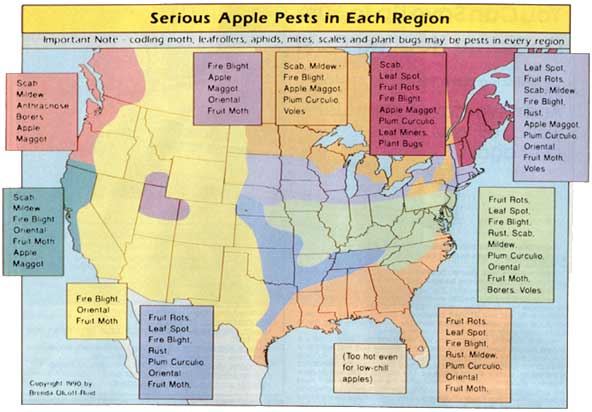 Serious Apple Pests in Each Region
Important Note - codling moth, leafrollers, aphids, mites, scales and plant bugs may be pests in every region
Scab
Mildew
Anthracnose
Borers
Apple
Maggot
Fire Blight
Apple
Maggot
Oriental
Fruit Moth
Scab, Mildew
Fire Blight,
Apple Maggot,
Plum Curculio,
Voles
Scab,
Leaf Spot,
Fruit Rots
Fire Blight
Apple Maggot,
Plum Curculio,
Leaf Miners,
Plant Bugs
Leaf Spot,
Fruit Rots,
Scab, Mildew,
Fire Blight,
Rust,
Apple Maggot,
Plum Curculio,
Oriental
Fruit Moth,
Voles
Scab
Mildew
Fire Blight
Oriental
Fruit Moth
Apple
Maggot
Fruit Rots,
Leaf Spot,
Fire Blight,
Rust, Scab,
Mildew,
Plum Curculio,
Oriental
Fruit Moth,
Borers, Voles
Fire Blight,
Oriental
Fruit Moth
Fruit Rots,
Leaf Spot,
Fire Blight,
Rust,
Plum Curculio,
Oriental
Fruit Moth,
(Too hot even
for low-chill
apples)
Fruit Rots,
Leaf Spot,
Fire Blight,
Rust, Mildew,
Plum Curculio,
Oriental
Fruit Moth,
Copyright 1990 by
Brenda Olcott-Reid